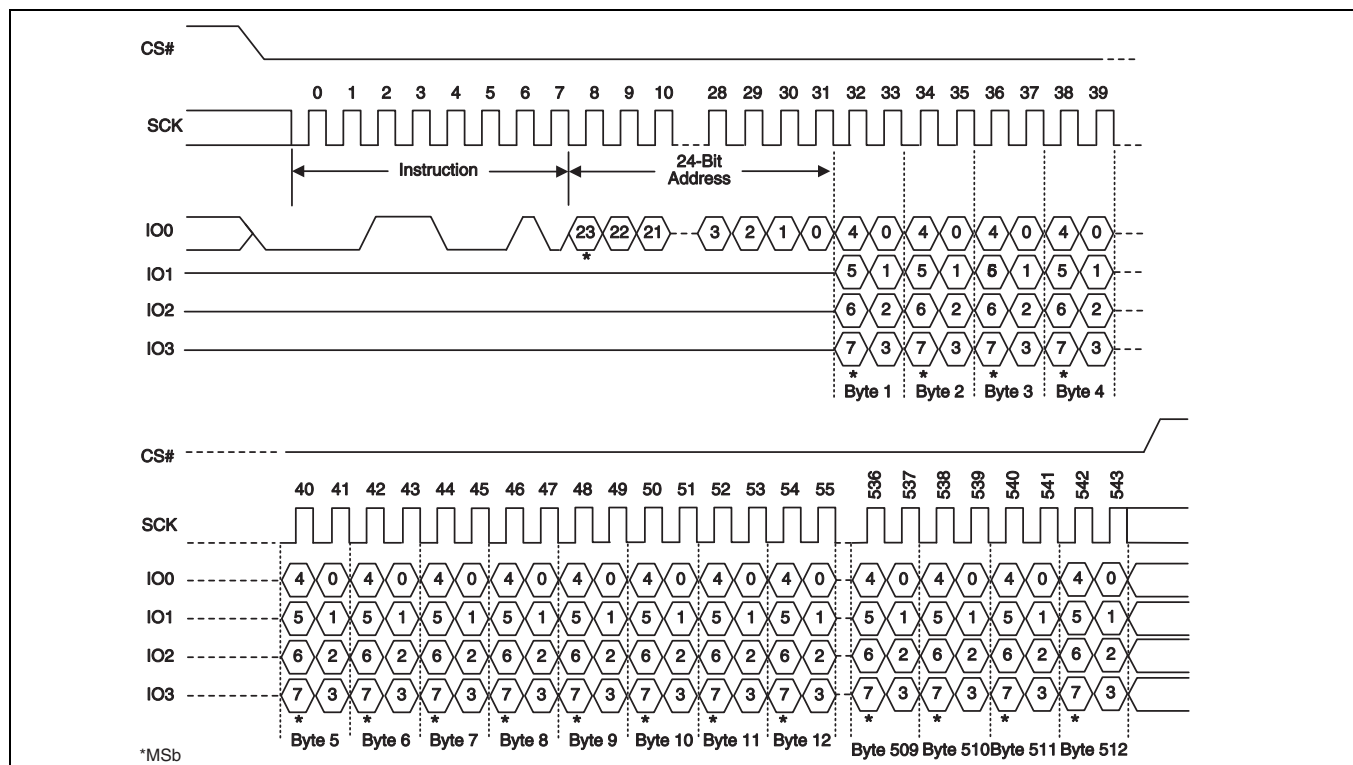 CS#
0 1 2 3 4 5 6 7 8 9 10 28 29 30 31 32 33 34 35 36 37 38 39
SCK
Instruction
24-Bit
Address
IO0 23 22 21 3 2 1 0 4 0 4 0 4 0 4 0
*
IO1 5 1 5 1 6 1 5 1
IO2 6 2 6 2 6 2 6 2
IO3 7 3 7 3 7 3 7 3
* * * *
Byte 1 Byte 2 Byte 3 Byte 4
CS#
40 41 42 43 44 45 46 47 48 49 50 51 52 53 54 55 536 537 538 539 540 541 542 543
SCK
IO0 4 0 4 0 4 0 4 0 4 0 4 0 4 0 4 0 4 0 4 0 4 0 4 0
IO1 5 1 5 1 5 1 5 1 5 1 5 1 5 1 5 1 5 1 5 1 5 1 5 1
IO2 6 2 6 2 6 2 6 2 6 2 6 2 6 2 6 2 6 2 6 2 6 2 6 2
IO3 7 3 7 3 7 3 7 3 7 3 7 3 7 3 7 3 7 3 7 3 7 3 7 3
* * * * * * * * * * * *
Byte 5 Byte 6 Byte 7 Byte 8 Byte 9 Byte 10 Byte 11 Byte 12 Byte 509 Byte 510 Byte 511 Byte 512
*MSb